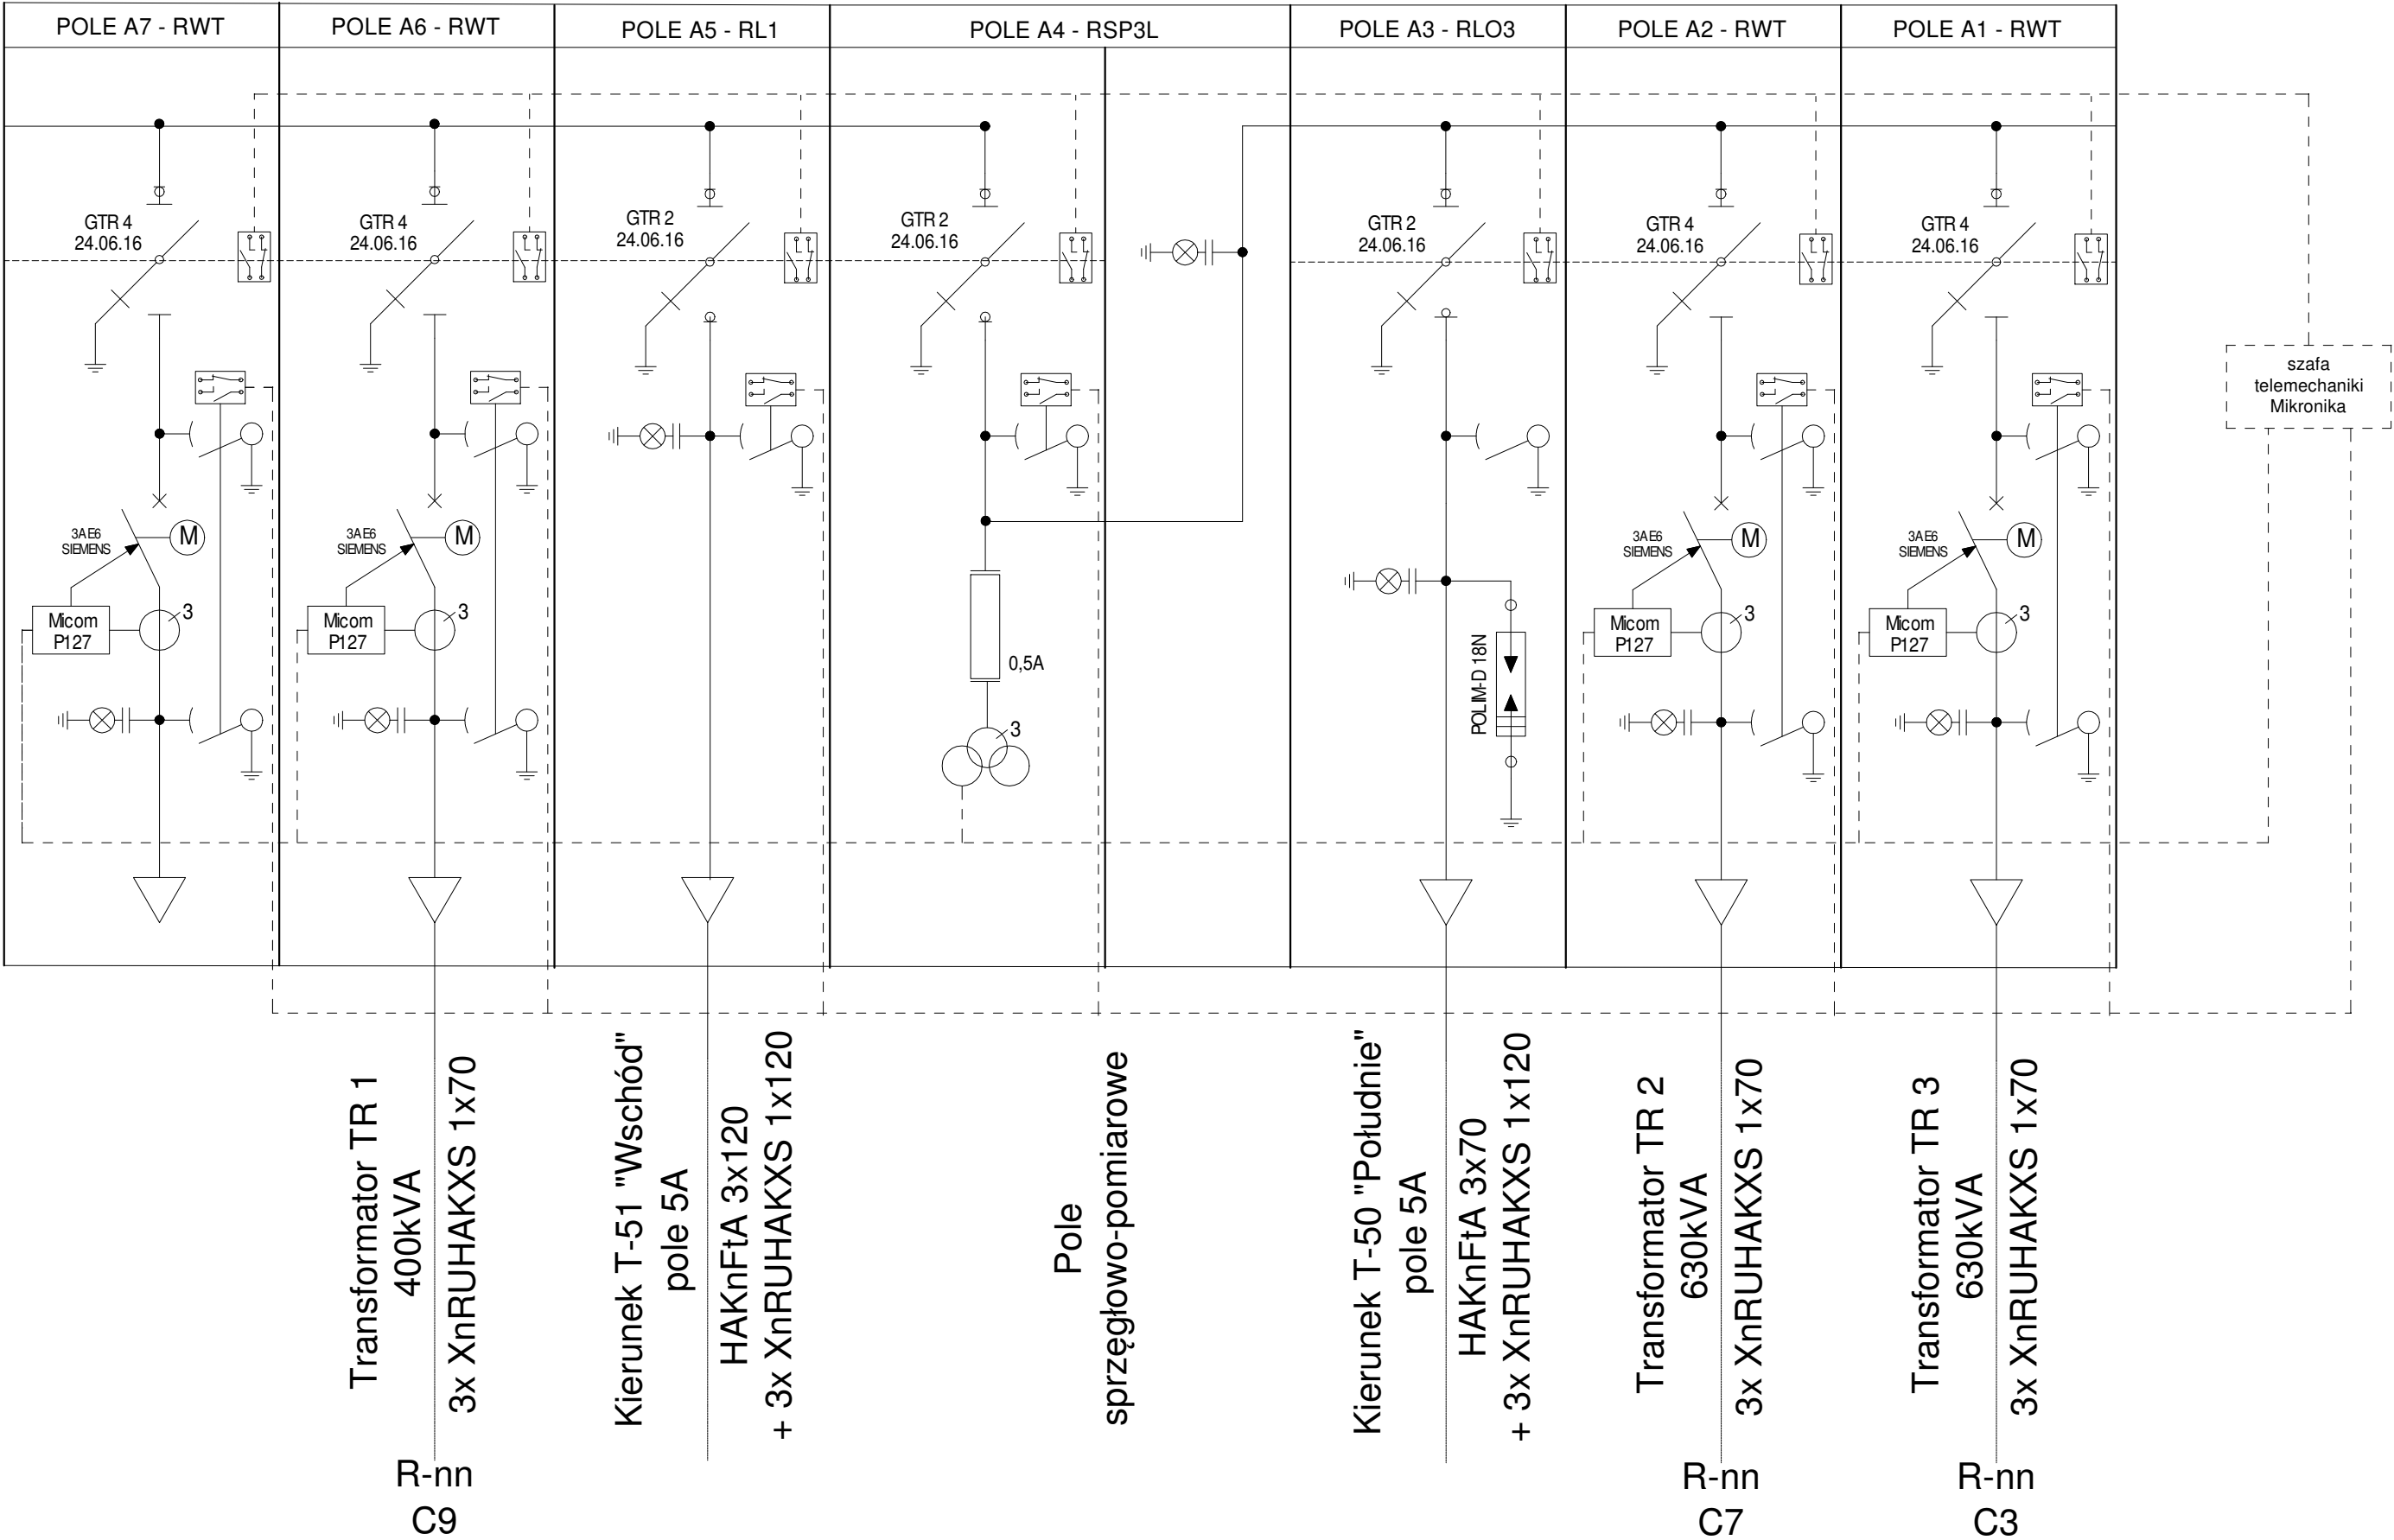 POLE A7 - RWT
POLE A6 - RWT
POLE A5 - RL1
POLE A4 - RSP3L
POLE A3 - RLO3
POLE A2 - RWT
POLE A1 - RWT
GTR 4
24.06.16
GTR 4
24.06.16
GTR 2
24.06.16
GTR 2
24.06.16
GTR 2
24.06.16
GTR 4
24.06.16
GTR 4
24.06.16
szafa
telemechaniki
Mikronika
3AE6
SIEMENS
M
3AE6
SIEMENS
M
3AE6
SIEMENS
M
3AE6
SIEMENS
M
Micom
P127
3
Micom
P127
3
0,5A
3
POLIM-D 18N
Micom
P127
3
Micom
P127
3
Transformator TR 1
400kVA
3x XnRUHAKXS 1x70
R-nn
C9
Kierunek T-51 "Wschód"
pole 5A
HAKnFtA 3x120
+ 3x XnRUHAKXS 1x120
Pole
sprzęgłowo-pomiarowe
Kierunek T-50 "Południe"
pole 5A
HAKnFtA 3x70
+ 3x XnRUHAKXS 1x120
Transformator TR 2
630kVA
3x XnRUHAKXS 1x70
R-nn
C7
Transformator TR 3
630kVA
3x XnRUHAKXS 1x70
R-nn
C3